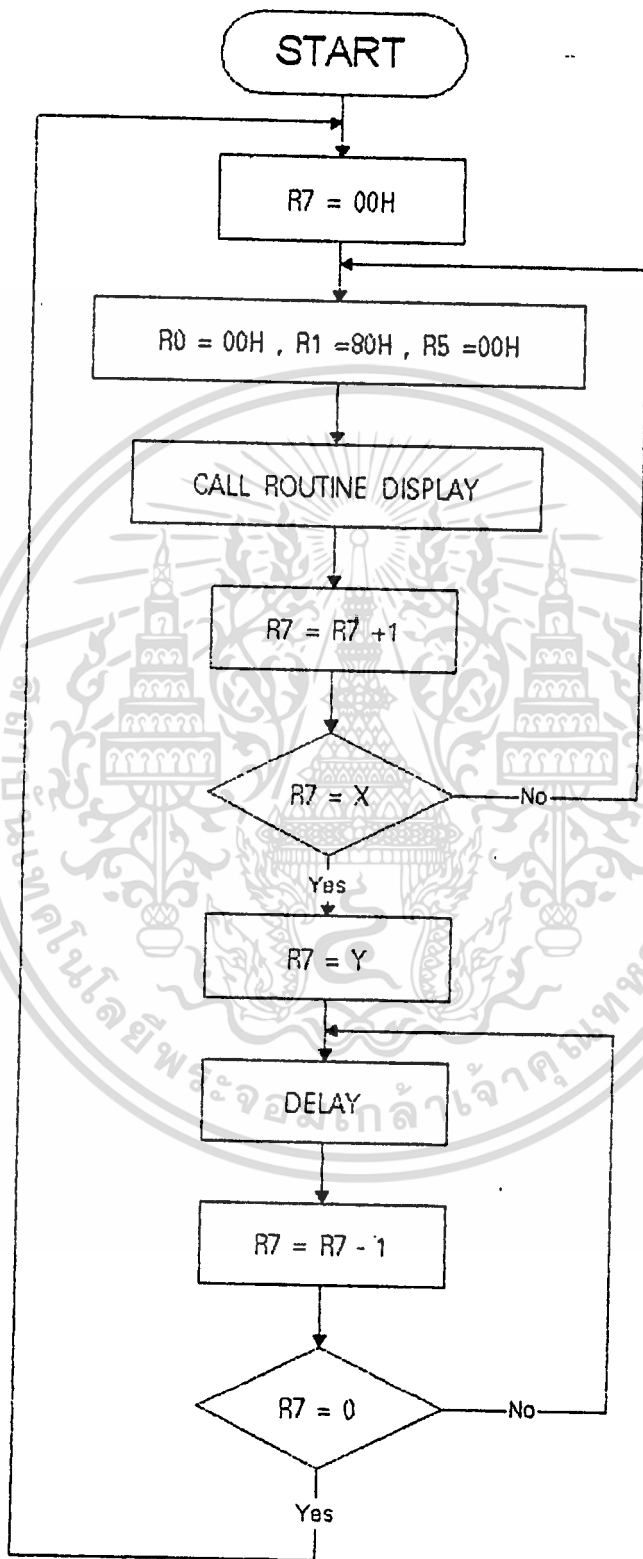 START
R7 = 00H
R0 = 00H , R1 =80H , R5 =00H
CALL ROUTINE DISPLAY
R7 = R7 +1
R7 = X
No
Yes
R7 = Y
DELAY
R7 = R7 - 1
R7 = 0
No
Yes